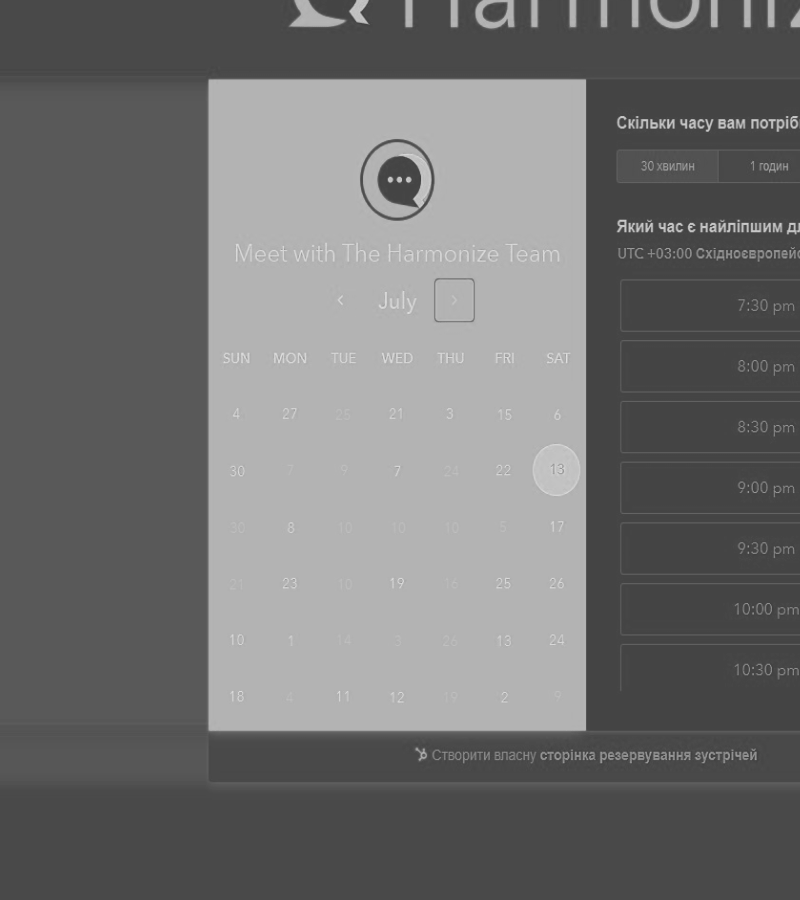 Harmoniz
Meet with The Harmonize Team
July
SUN MON TUE WED THU FRI SAT
4 27 25 21 3 15 6
30 7 9 7 24 22 13
30 8 10 10 10 5 17
21 23 10 19 16 25 26
10 1 14 3 26 13 24
18 4 11 12 19 2 9
Скільки часу вам потріб
30 хвилин 1 годин
Який час є найліпшим д
UTC +03:00 Східноєвропей
7:30 pm
8:00 pm
8:30 pm
9:00 pm
9:30 pm
10:00 pm
10:30 pm
Створити власну сторінка резервування зустрічей